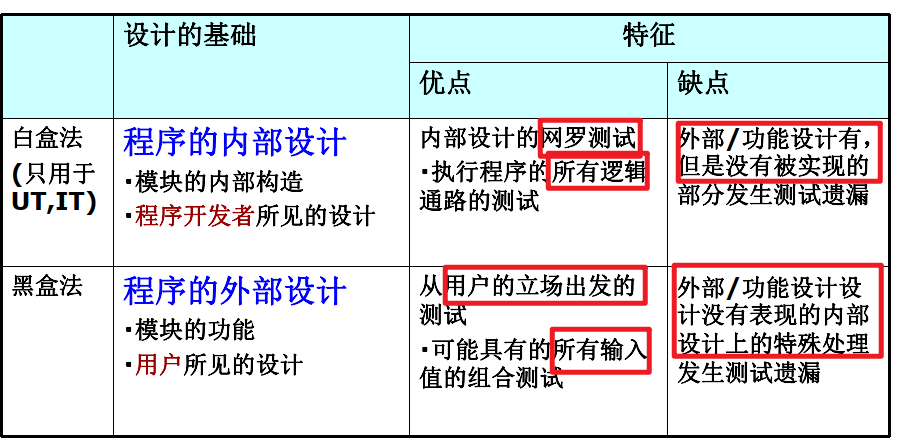 设计的基础
特征
优点
缺点
白盒法
(只用于
UT,IT)
程序的内部设计
·模块的内部构造
·程序开发者所见的设计
内部设计的网罗测试
·执行程序的所有逻辑
通路的测试
外部/功能设计有,
但是没有被实现的
部分发生测试遗漏
黑盒法
程序的外部设计
·模块的功能
·用户所见的设计
从用户的立场出发的
测试
·可能具有的所有输入
值的组合测试
外部/功能设计设
计没有表现的内部
设计上的特殊处理
发生测试遗漏